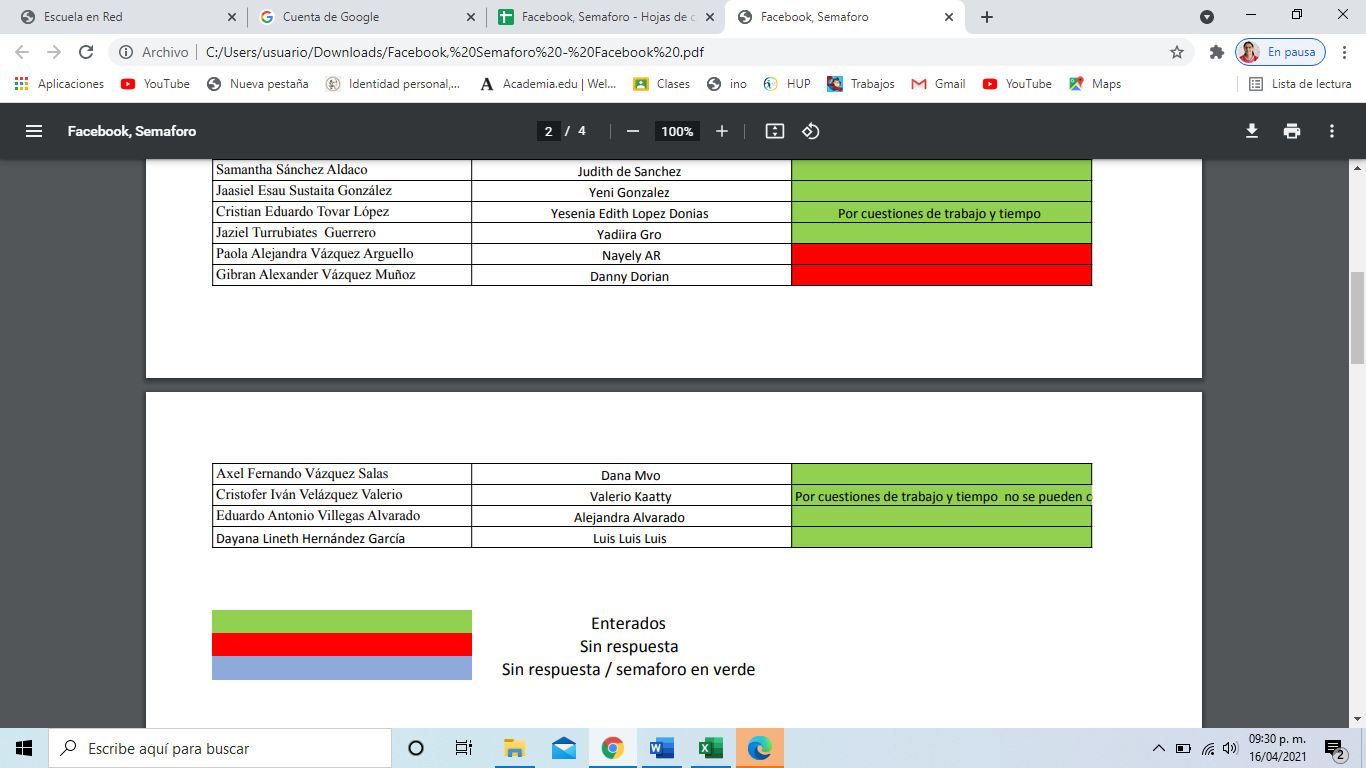 Escuela en Red
Cuenta de Google
Facebook, Semaforo - Hojas de c
Facebook, Semaforo
Archivo
C:/Users/usuario/Downloads/Facebook,%20Semaforo%20-%20Facebook%20.pdf
En pausa
Aplicaciones
YouTube
Nueva pestaña
Identidad personal,...
Academia.edu | Wel...
Clases
ino
HUP
Trabajos
Gmail
YouTube
Maps
Lista de lectura
Facebook, Semaforo
2 / 4
100%
Samantha Sánchez Aldaco Judith de Sanchez
Jaasiel Esau Sustaita González Yeni Gonzalez
Cristian Eduardo Tovar López Yesenia Edith Lopez Donias Por cuestiones de trabajo y tiempo
Jaziel Turrubiates Guerrero Yadiira Gro
Paola Alejandra Vázquez Arguello Nayely AR
Gibran Alexander Vázquez Muñoz Danny Dorian
Axel Fernando Vázquez Salas Dana Mvo
Cristofer Iván Velázquez Valerio Valerio Kaatty Por cuestiones de trabajo y tiempo no se pueden c
Eduardo Antonio Villegas Alvarado Alejandra Alvarado
Dayana Lineth Hernández García Luis Luis Luis
Enterados
Sin respuesta
Sin respuesta / semaforo en verde
Escribe aquí para buscar
09:30 p. m.
16/04/2021
2